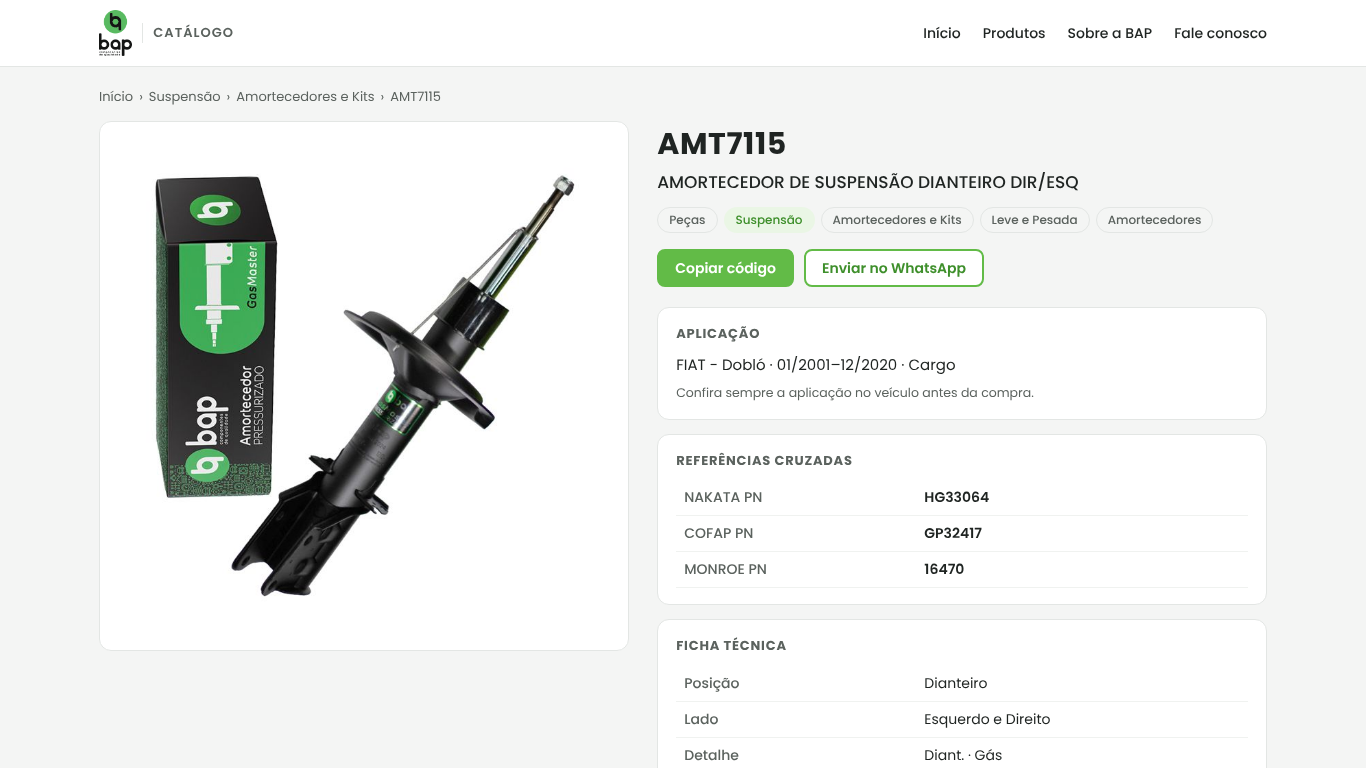 bap
CATÁLOGO
Início
Produtos
Sobre a BAP
Fale conosco
Início › Suspensão › Amortecedores e Kits › AMT7115
GasMaster
bap
componentes
de qualidade
Amortecedor
PRESSURIZADO
AMT7115
AMORTECEDOR DE SUSPENSÃO DIANTEIRO DIR/ESQ
Peças
Suspensão
Amortecedores e Kits
Leve e Pesada
Amortecedores
Copiar código
Enviar no WhatsApp
APLICAÇÃO
FIAT - Dobló · 01/2001–12/2020 · Cargo
Confira sempre a aplicação no veículo antes da compra.
REFERÊNCIAS CRUZADAS
NAKATA PN HG33064
COFAP PN GP32417
MONROE PN 16470
FICHA TÉCNICA
Posição Dianteiro
Lado Esquerdo e Direito
Detalhe Diant. · Gás